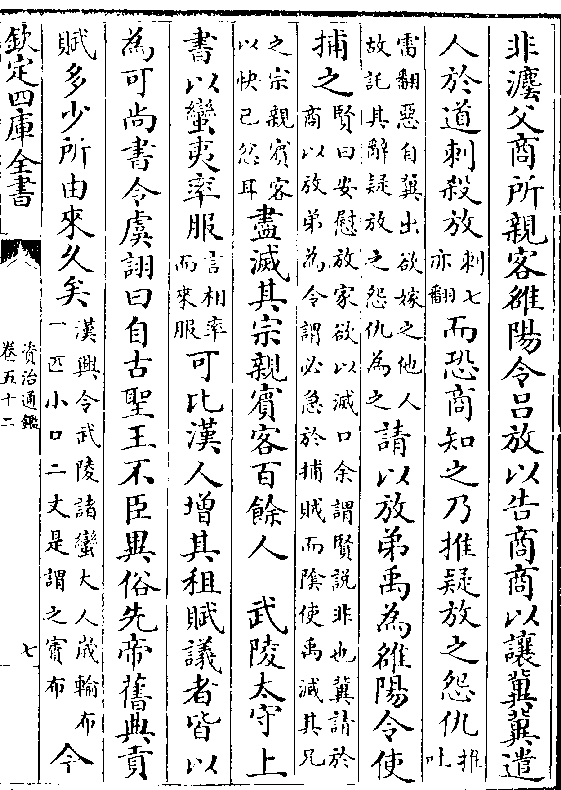 非灋父商所親客雒陽令吕放以告商商以讓冀冀遣
人於道刺殺放刺七亦翻而恐商知之乃推疑放之怨仇推吐
雷翻惡自冀出欲嫁之他人故託其辭疑放之怨仇為之請以放弟禹為雒陽令使
捕之賢曰安慰放家欲以滅口余謂賢説非也冀請於商以放弟為令謂必急於捕賊而陰使禹滅其兄
之宗親賓客以快己忿耳盡滅其宗親賓客百餘人　武陵太守上
書以蠻夷率服言相率而來服可比漢人增其租賦議者皆以
為可尚書令虞詡曰自古聖王不臣異俗先帝舊典貢
賦多少所由來久矣漢興令武陵諸蠻大人歳輸布一匹小口二丈是謂之賨布今
欽定四庫全書
資治通鑑
卷五十二
七